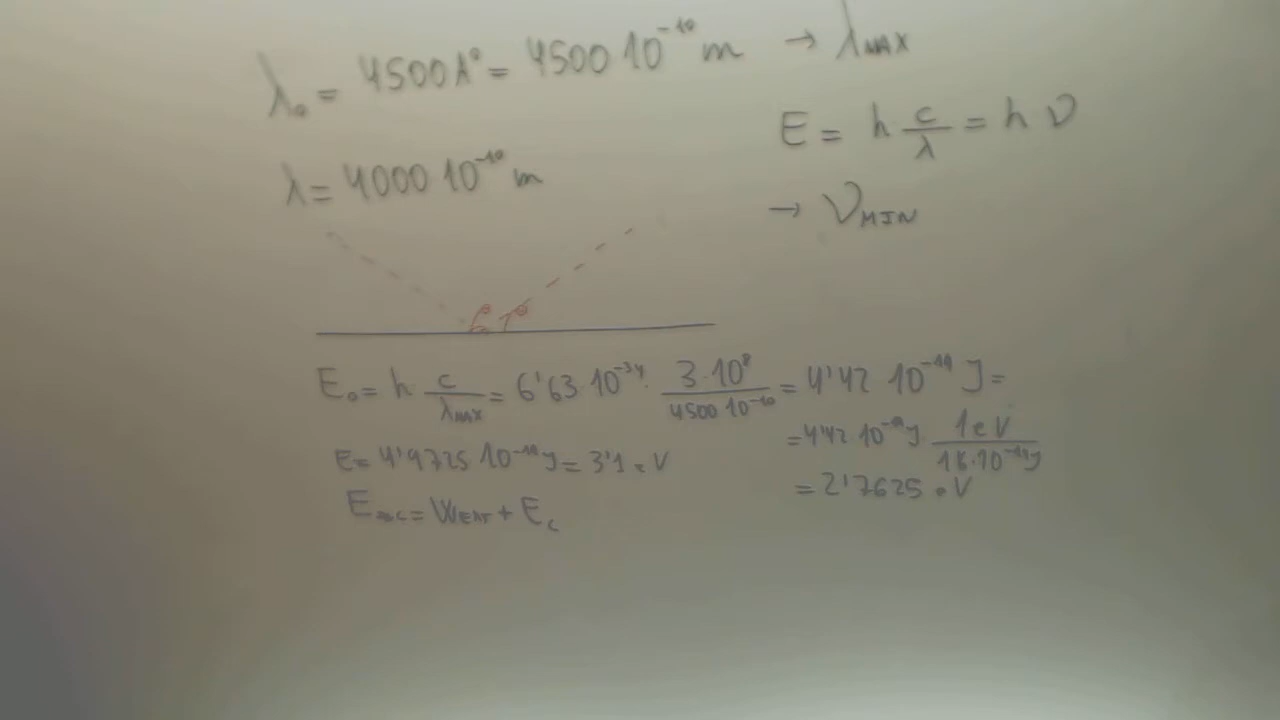 λ₀ = 4500 A° = 4500 10⁻¹⁰ m → λMAX
E = h c/λ = h ν
λ = 4000 10⁻¹⁰ m
→ νMIN
E₀ = h c/λMAX = 6'63·10⁻³⁴· 3·10⁸/4500 10⁻¹⁰ = 4'42 10⁻¹⁹ J =
= 4'42 10⁻¹⁹ J 1eV/1'6·10⁻¹⁹J
E = 4'9725 10⁻¹⁹ J = 3'1 eV
= 2'7625 eV
E = WEXT + Ec